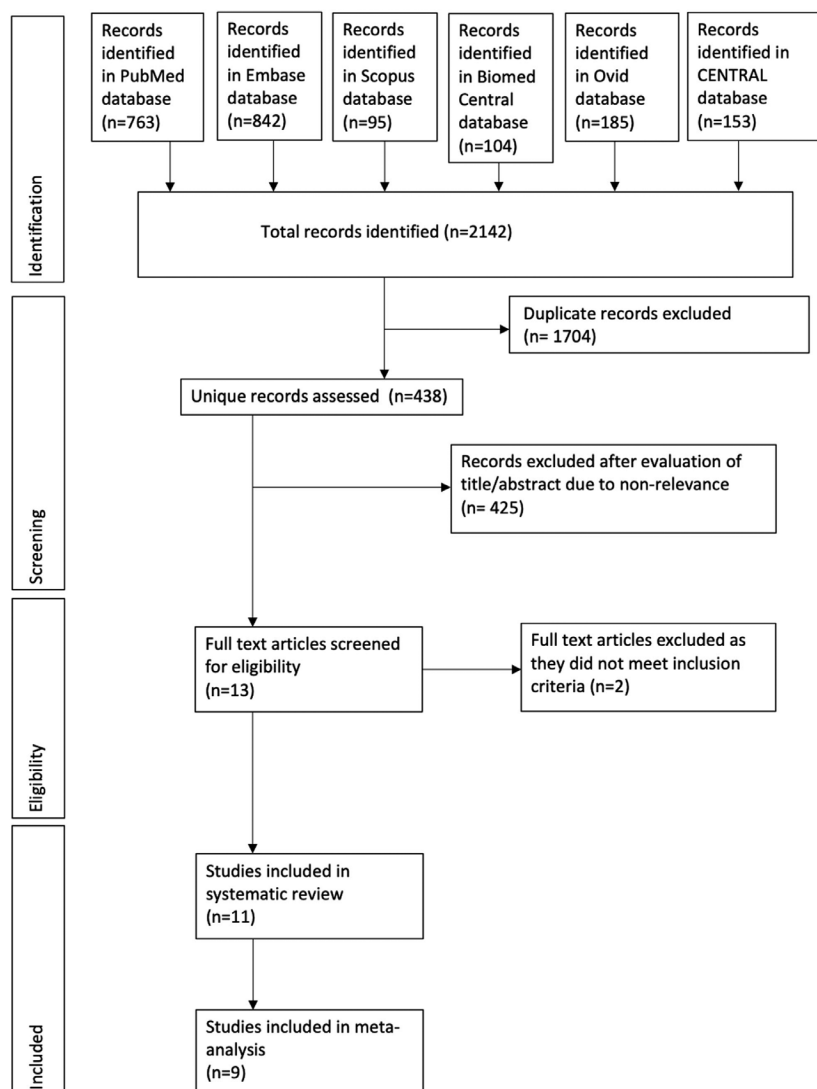 Records
identified
in PubMed
database
(n=763)
Records
identified
in Embase
database
(n=842)
Records
identified
in Scopus
database
(n=95)
Records
identified
in Biomed
Central
database
(n=104)
Records
identified
in Ovid
database
(n=185)
Records
identified in
CENTRAL
database
(n=153)
Identification
Total records identified (n=2142)
Duplicate records excluded
(n= 1704)
Unique records assessed (n=438)
Records excluded after evaluation of
title/abstract due to non-relevance
(n= 425)
Screening
Full text articles screened
for eligibility
(n=13)
Full text articles excluded as
they did not meet inclusion
criteria (n=2)
Eligibility
Studies included in
systematic review
(n=11)
Studies included in meta-
analysis
(n=9)
Included